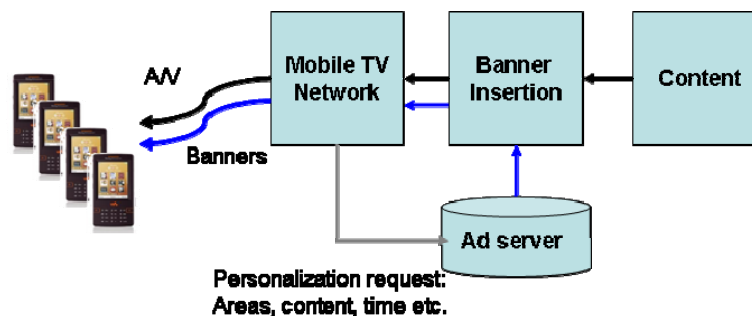 A/V
Mobile TV
Network
Banner
Insertion
Content
Banners
Ad server
Personalization request:
Areas, content, time etc.